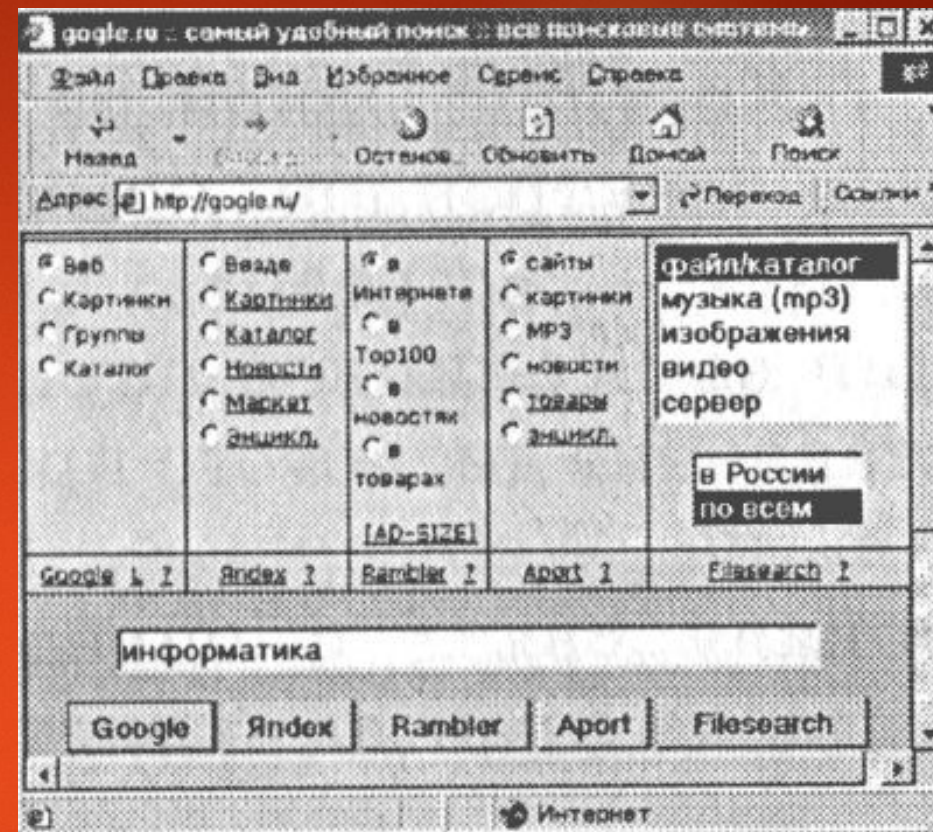 gogle.ru :: самый удобный поиск :: все поисковые системы
Файл Правка Вид Избранное Сервис Справка
Назад Останов... Обновить Домой Поиск
Адрес http://gogle.ru/ Переход Ссылки
Веб
Картинки
Группы
Каталог
Google L ?
Везде
Картинки
Каталог
Новости
Маркет
Энцикл.
Яndex ?
в
Интернете
в
Top100
в
новостях
в
товарах
[AD-SIZE]
Rambler ?
сайты
картинки
MP3
новости
товары
энцикл.
Aport ?
файл/каталог
музыка (mp3)
изображения
видео
сервер
в России
по всем
Filesearch ?
информатика
Google Яndex Rambler Aport Filesearch
Интернет